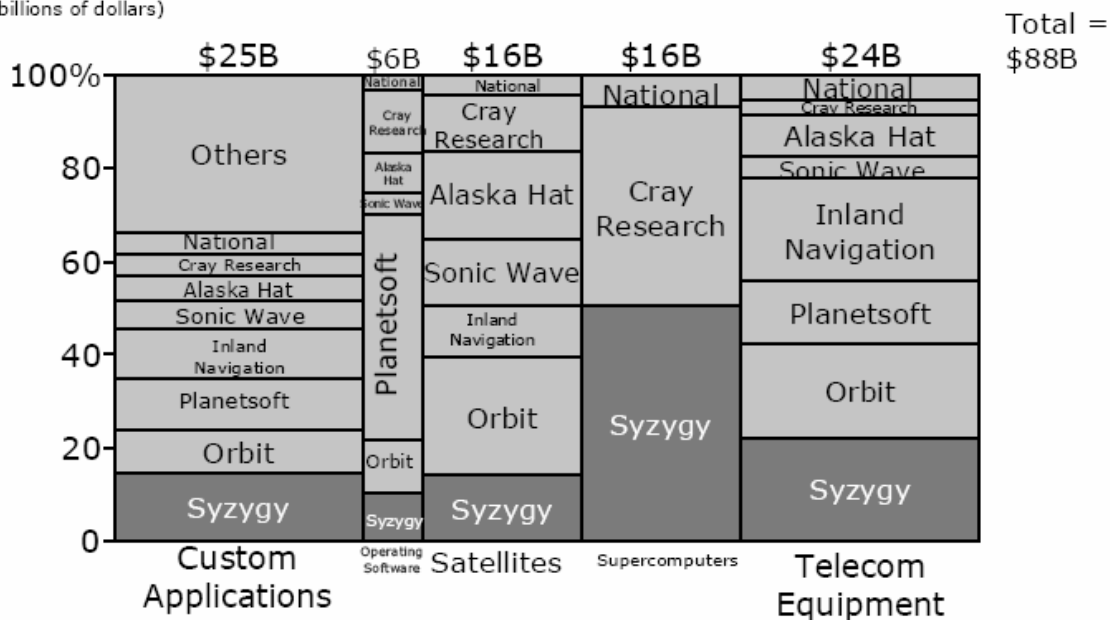 billions of dollars)
Total =
$88B
$25B
$6B
$16B
$16B
$24B
100%
80
60
40
20
0
Others
National
Cray Research
Alaska Hat
Sonic Wave
Inland
Navigation
Planetsoft
Orbit
Syzygy
National
Cray
Research
Alaska
Hat
Sonic Wave
Planetsoft
Orbit
Syzygy
National
Cray
Research
Alaska Hat
Sonic Wave
Inland
Navigation
Orbit
Syzygy
National
Cray
Research
Syzygy
National
Cray Research
Alaska Hat
Sonic Wave
Inland
Navigation
Planetsoft
Orbit
Syzygy
Custom
Applications
Operating
Software
Satellites
Supercomputers
Telecom
Equipment